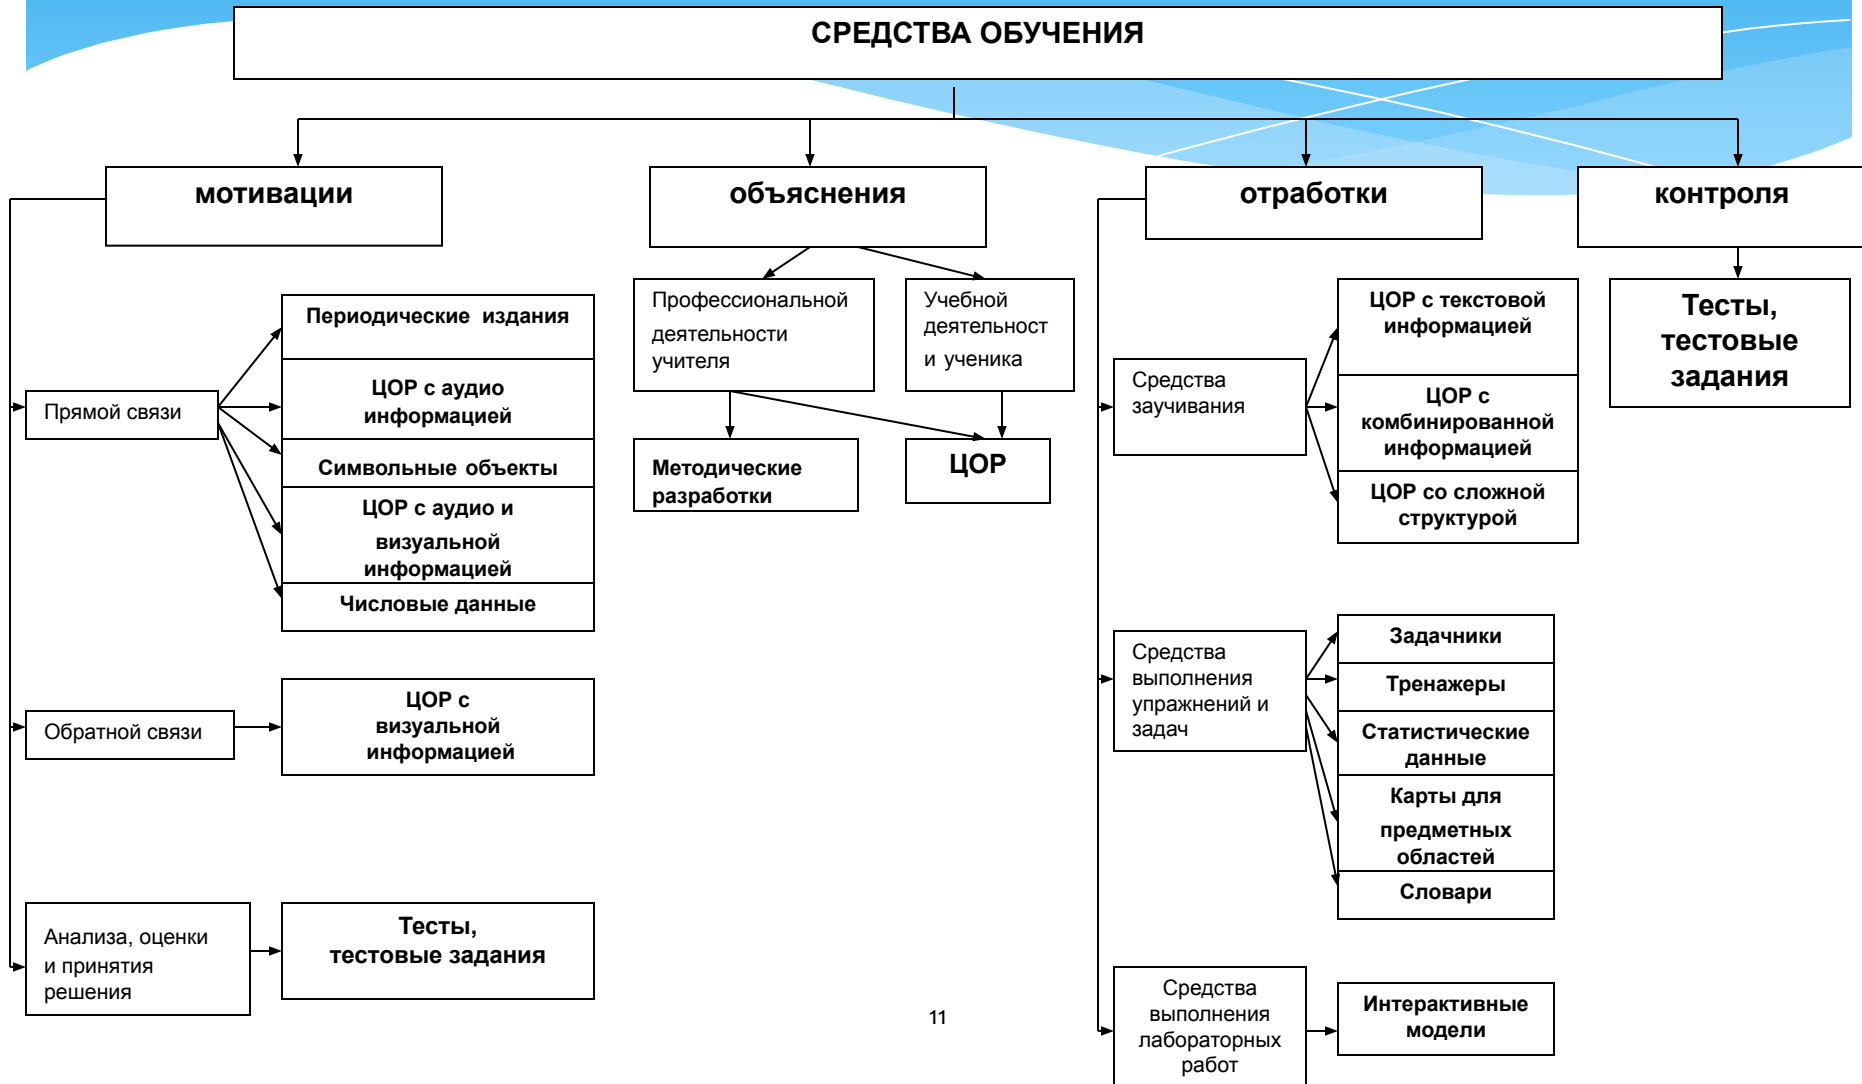 СРЕДСТВА ОБУЧЕНИЯ
мотивации
объяснения
отработки
контроля
Прямой связи
Периодические издания
ЦОР с аудио
информацией
Символьные объекты
ЦОР с аудио и
визуальной
информацией
Числовые данные
Обратной связи
ЦОР с
визуальной
информацией
Анализа, оценки
и принятия
решения
Тесты,
тестовые задания
Профессиональной
деятельности
учителя
Учебной
деятельност
и ученика
Методические
разработки
ЦОР
Средства
заучивания
ЦОР с текстовой
информацией
ЦОР с
комбинированной
информацией
ЦОР со сложной
структурой
Средства
выполнения
упражнений и
задач
Задачники
Тренажеры
Статистические
данные
Карты для
предметных
областей
Словари
Средства
выполнения
лабораторных
работ
Интерактивные
модели
Тесты,
тестовые
задания
11